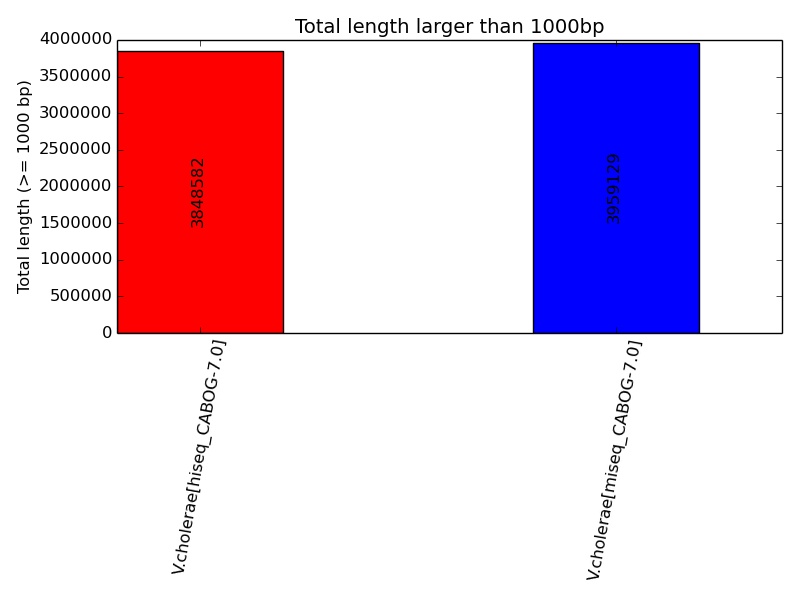 Total length larger than 1000bp
Total length (>= 1000 bp)
4000000
3500000
3000000
2500000
2000000
1500000
1000000
500000
0
3848582
3959129
V.cholerae[hiseq_CABOG-7.0]
V.cholerae[miseq_CABOG-7.0]